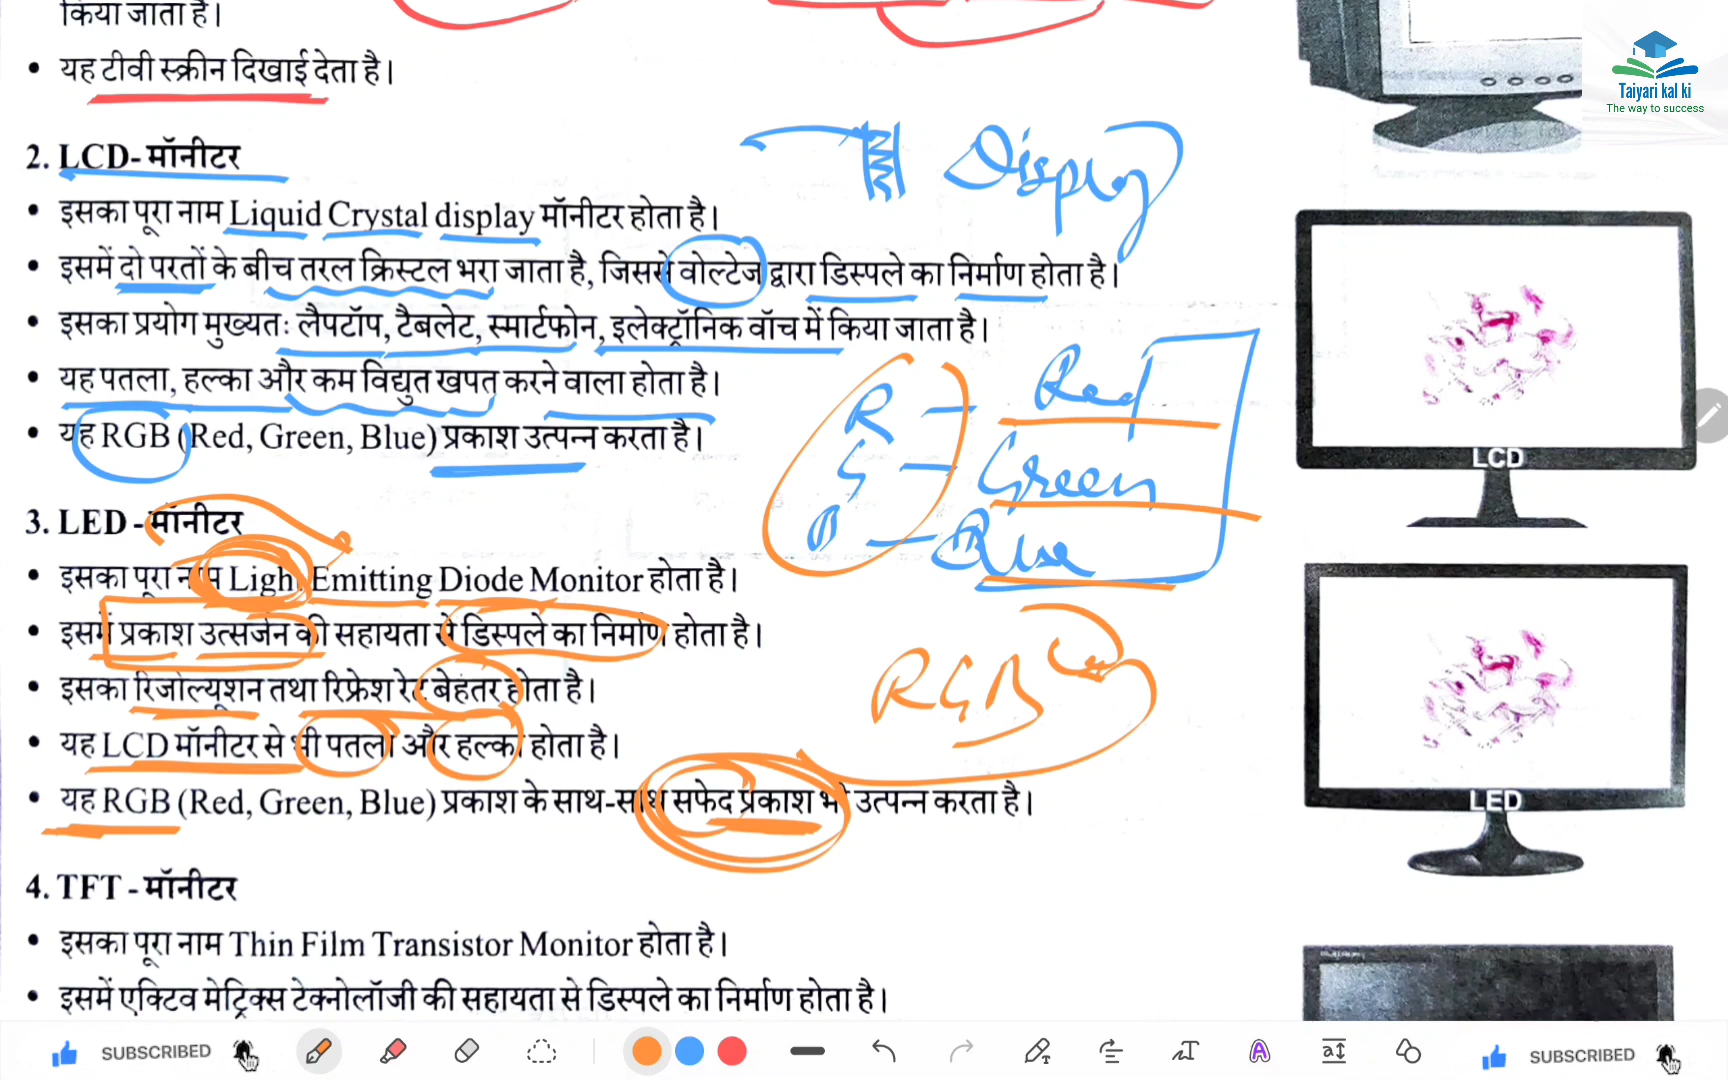 किया जाता है।
• यह टीवी स्क्रीन दिखाई देता है।
Taiyari kal ki
The way to success
2. LCD- मॉनीटर
Display
• इसका पूरा नाम Liquid Crystal display मॉनीटर होता है।
• इसमें दो परतों के बीच तरल क्रिस्टल भरा जाता है, जिससे वोल्टेज द्वारा डिस्पले का निर्माण होता है।
• इसका प्रयोग मुख्यतः लैपटॉप, टैबलेट, स्मार्टफोन, इलेक्ट्रॉनिक वॉच में किया जाता है।
• यह पतला, हल्का और कम विद्युत खपत करने वाला होता है।
R - Red
• यह RGB (Red, Green, Blue) प्रकाश उत्पन्न करता है।
G - Green
B - Blue
LCD
3. LED - मॉनीटर
• इसका पूरा नाम Light Emitting Diode Monitor होता है।
• इसमें प्रकाश उत्सर्जन की सहायता से डिस्पले का निर्माण होता है।
• इसका रिजोल्यूशन तथा रिफ्रेश रेट बेहतर होता है।
RGB
• यह LCD मॉनीटर से भी पतला और हल्का होता है।
• यह RGB (Red, Green, Blue) प्रकाश के साथ-साथ सफेद प्रकाश भी उत्पन्न करता है।
LED
4. TFT - मॉनीटर
• इसका पूरा नाम Thin Film Transistor Monitor होता है।
• इसमें एक्टिव मेट्रिक्स टेक्नोलॉजी की सहायता से डिस्पले का निर्माण होता है।
SUBSCRIBED
SUBSCRIBED